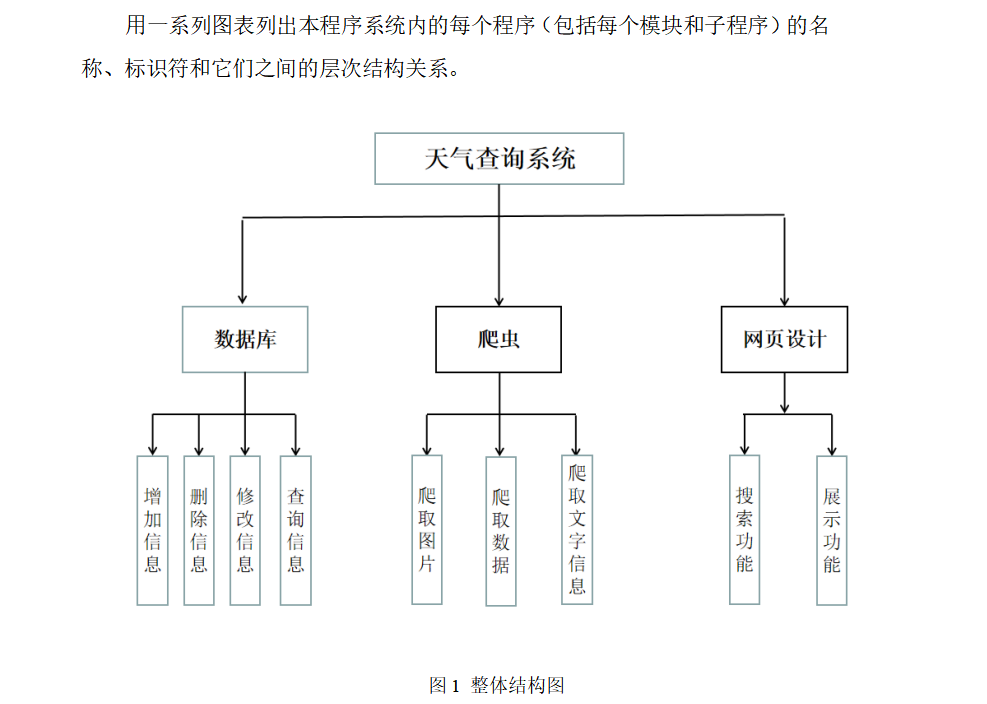 用一系列图表列出本程序系统内的每个程序（包括每个模块和子程序）的名
称、标识符和它们之间的层次结构关系。
天气查询系统
数据库
爬虫
网页设计
增加信息
删除信息
修改信息
查询信息
爬取图片
爬取数据
爬取文字信息
搜索功能
展示功能
图 1 整体结构图